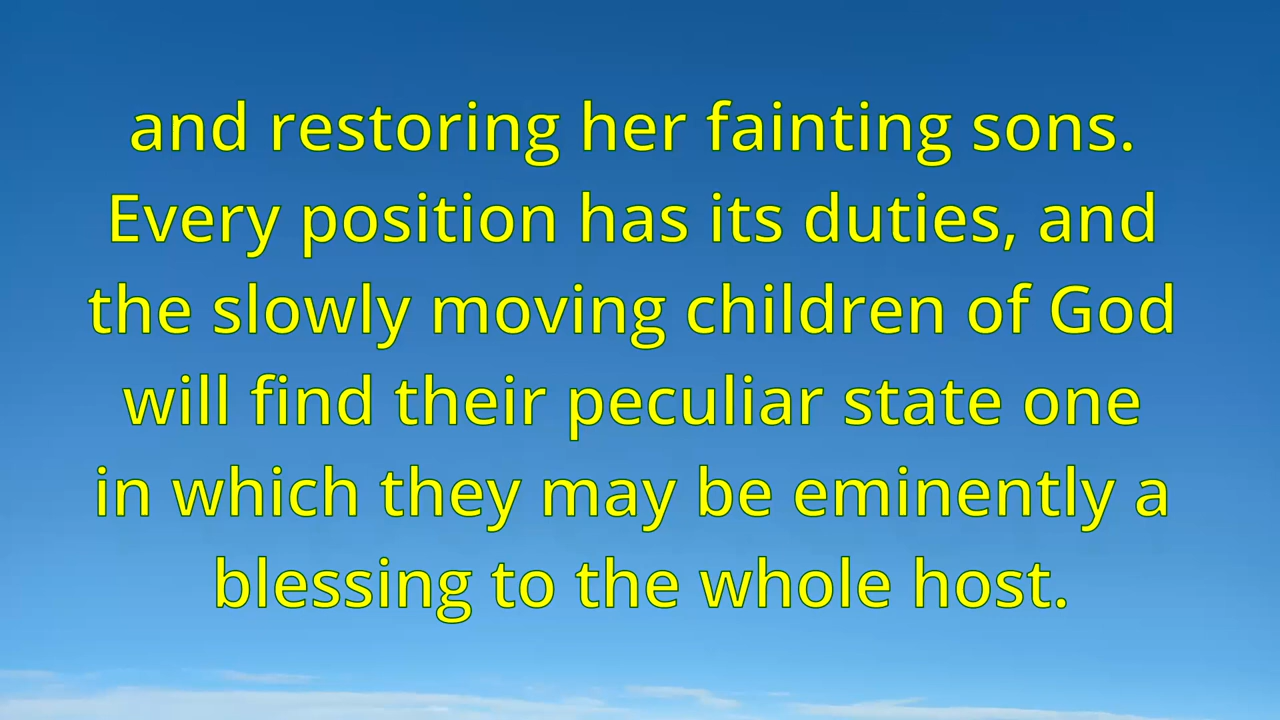 and restoring her fainting sons.
Every position has its duties, and
the slowly moving children of God
will find their peculiar state one
in which they may be eminently a
blessing to the whole host.